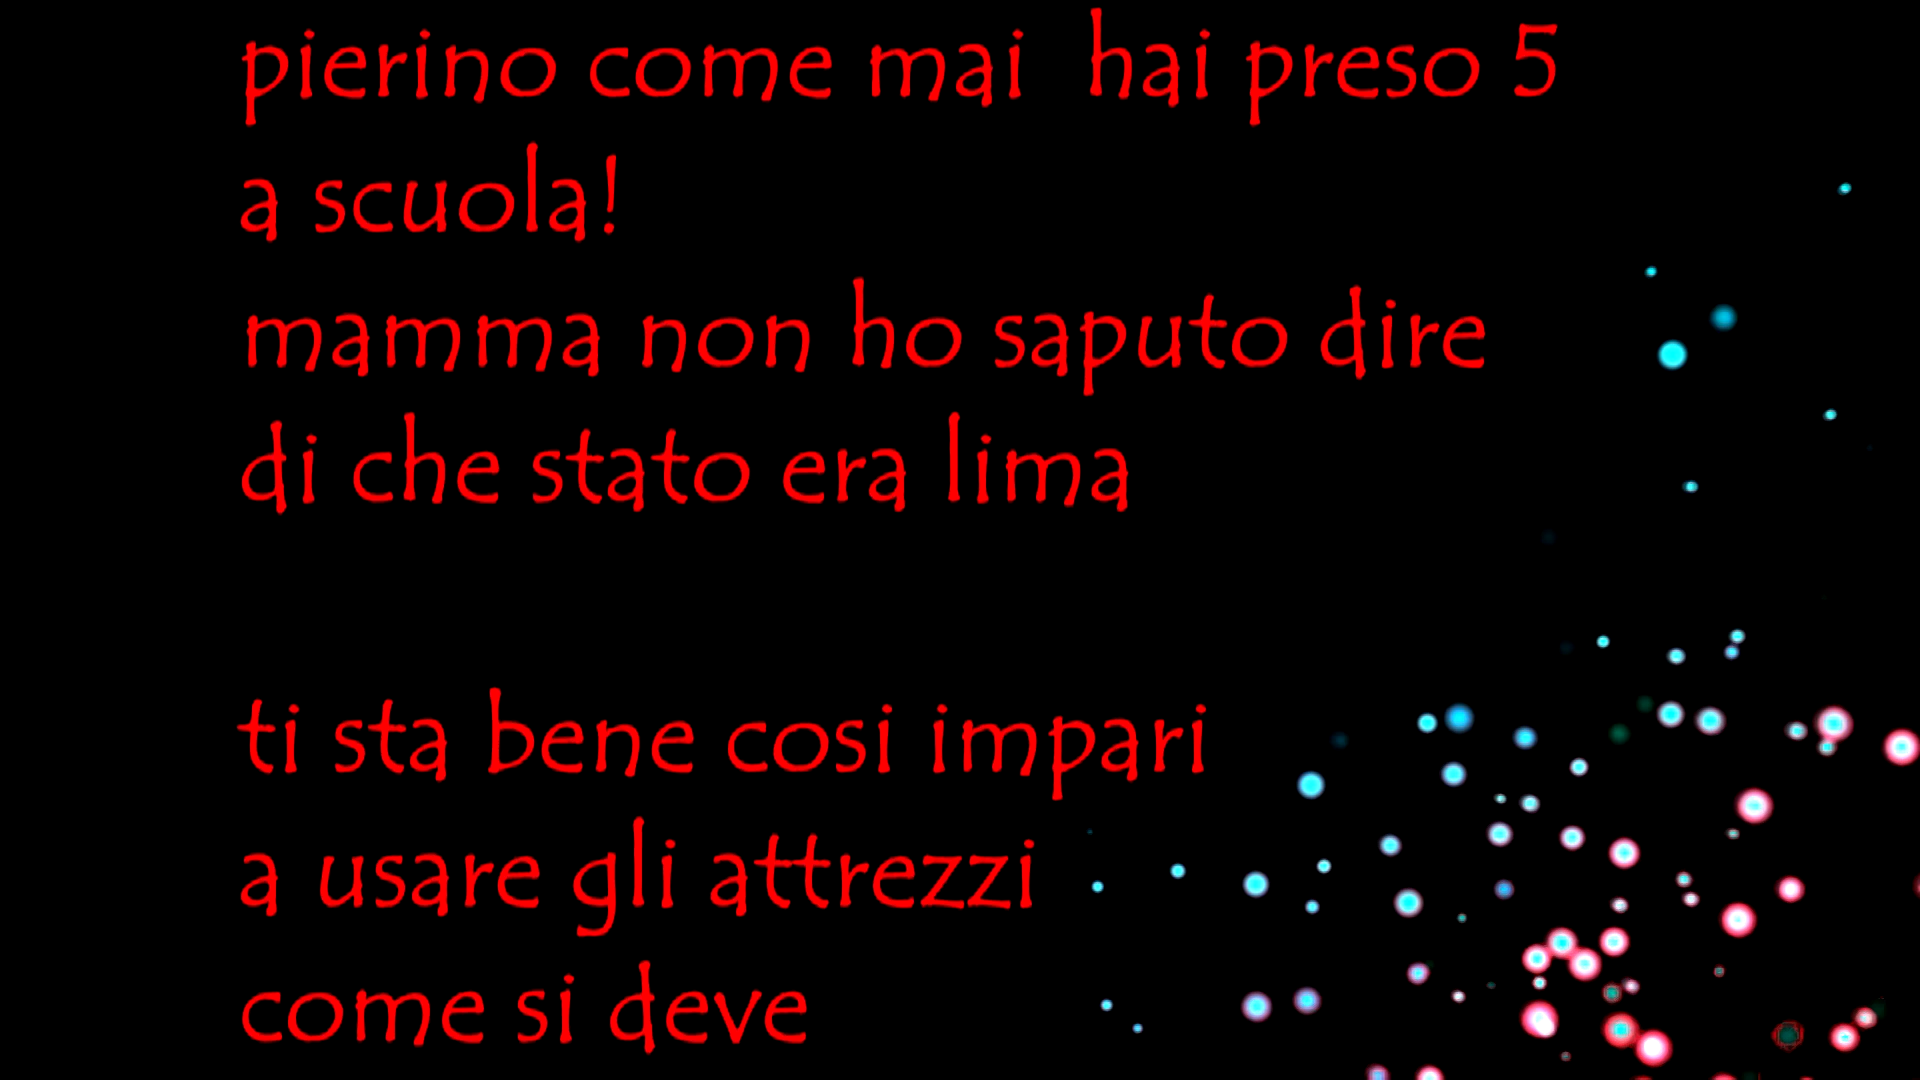 pierino come mai hai preso 5
a scuola!
mamma non ho saputo dire
di che stato era lima
ti sta bene cosi impari
a usare gli attrezzi
come si deve